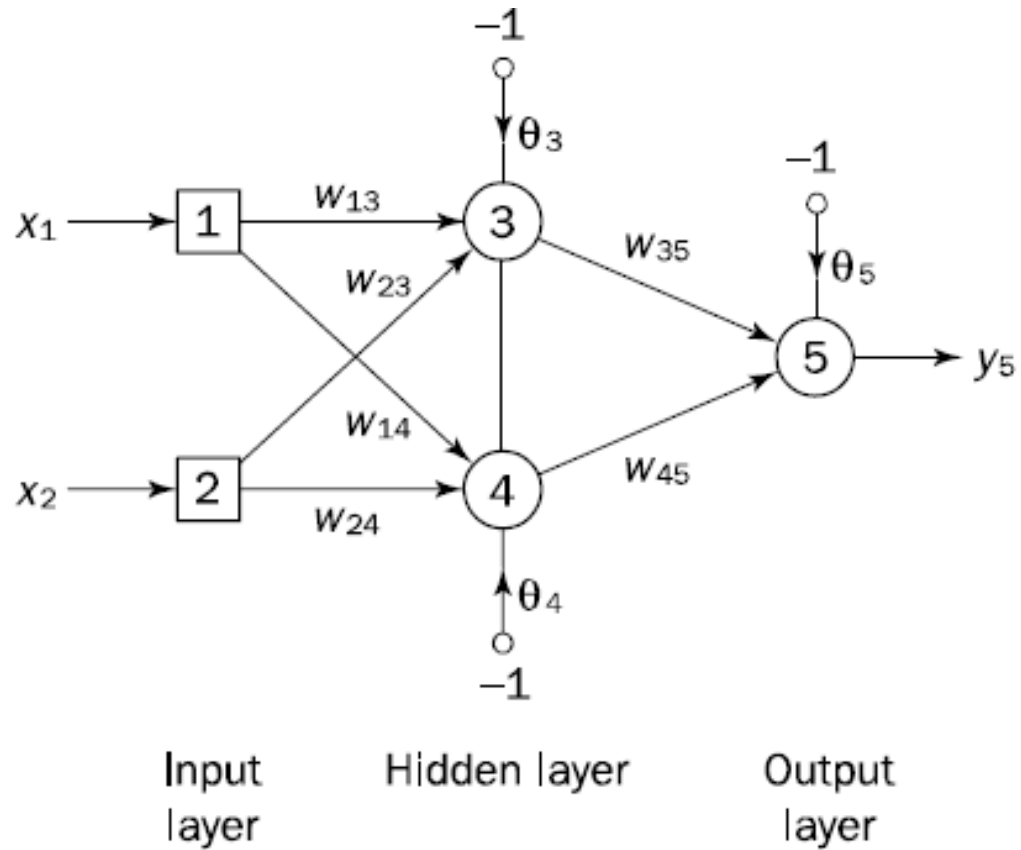 –1
θ3
–1
x1
1
w13
3
w35
θ5
w23
5
y5
w14
x2
2
w24
4
w45
θ4
–1
Input layer
Hidden layer
Output layer